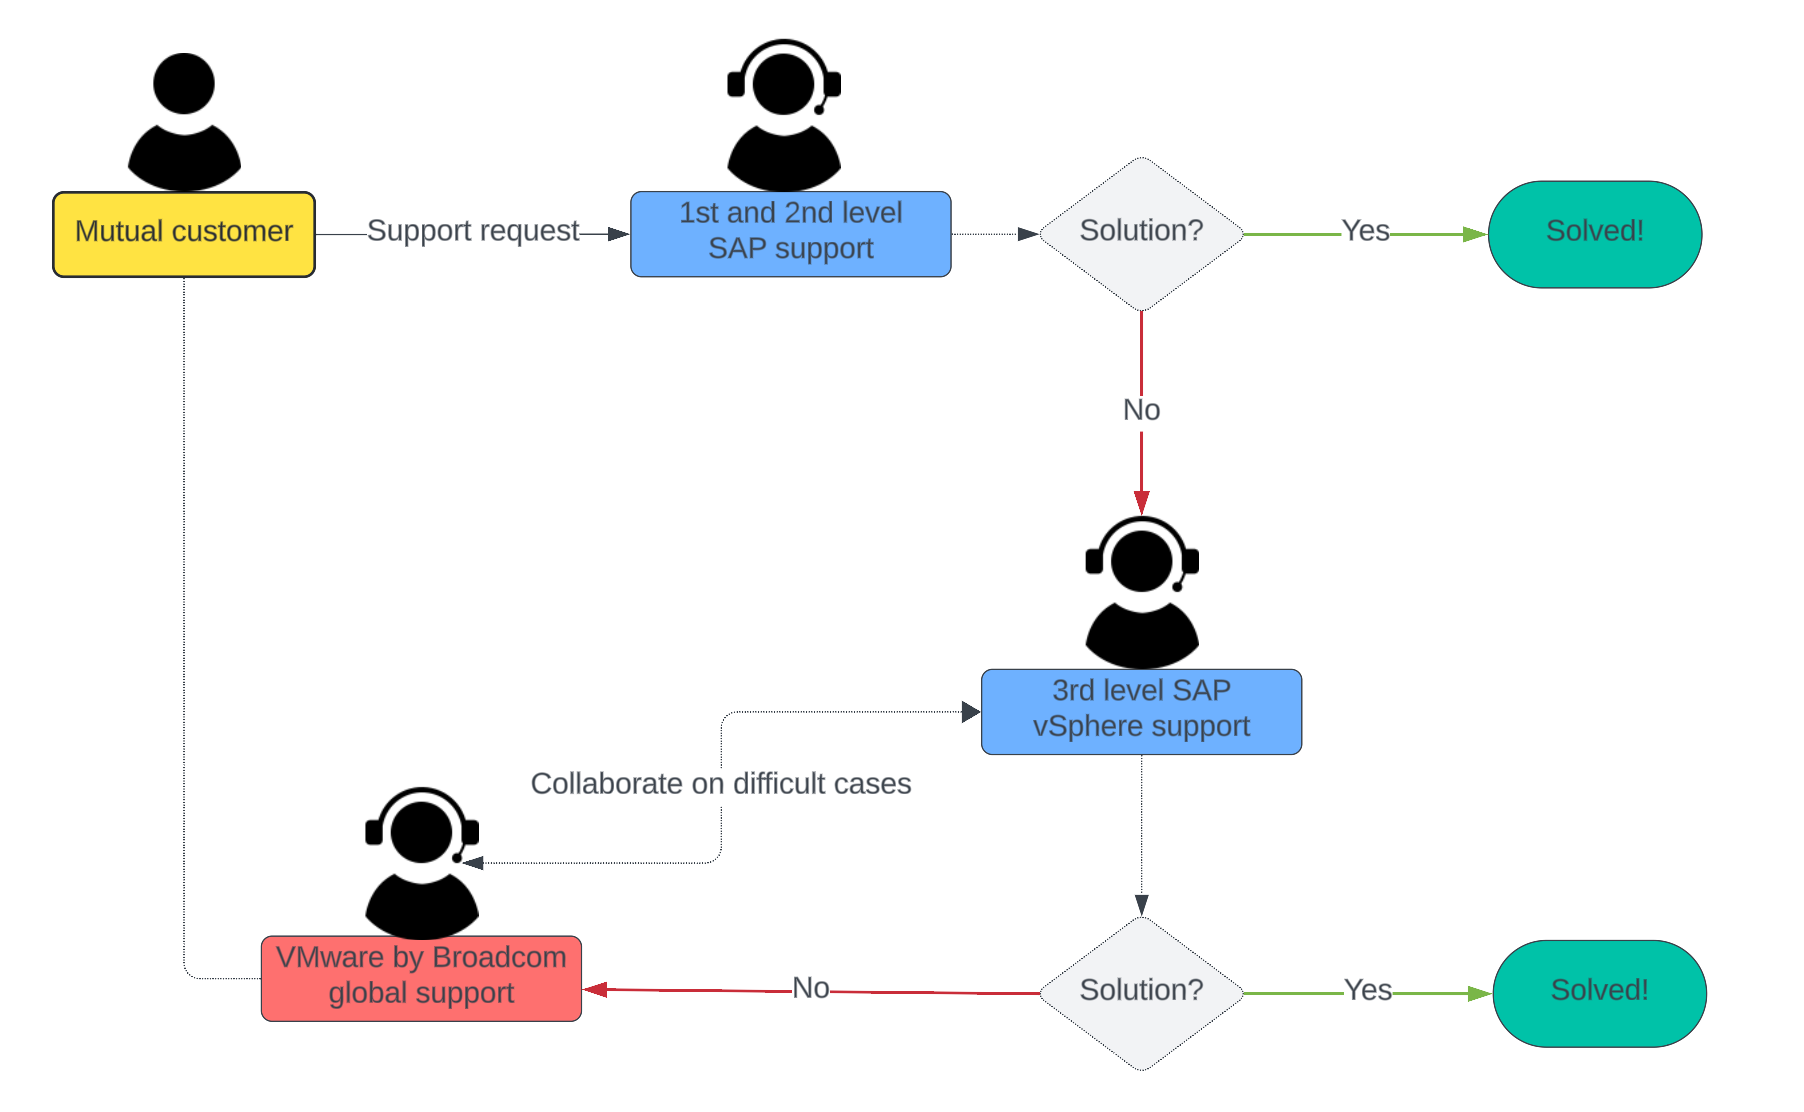 Mutual customer
Support request
1st and 2nd level
SAP support
Solution?
Yes
Solved!
No
3rd level SAP
vSphere support
Collaborate on difficult cases
VMware by Broadcom
global support
No
Solution?
Yes
Solved!